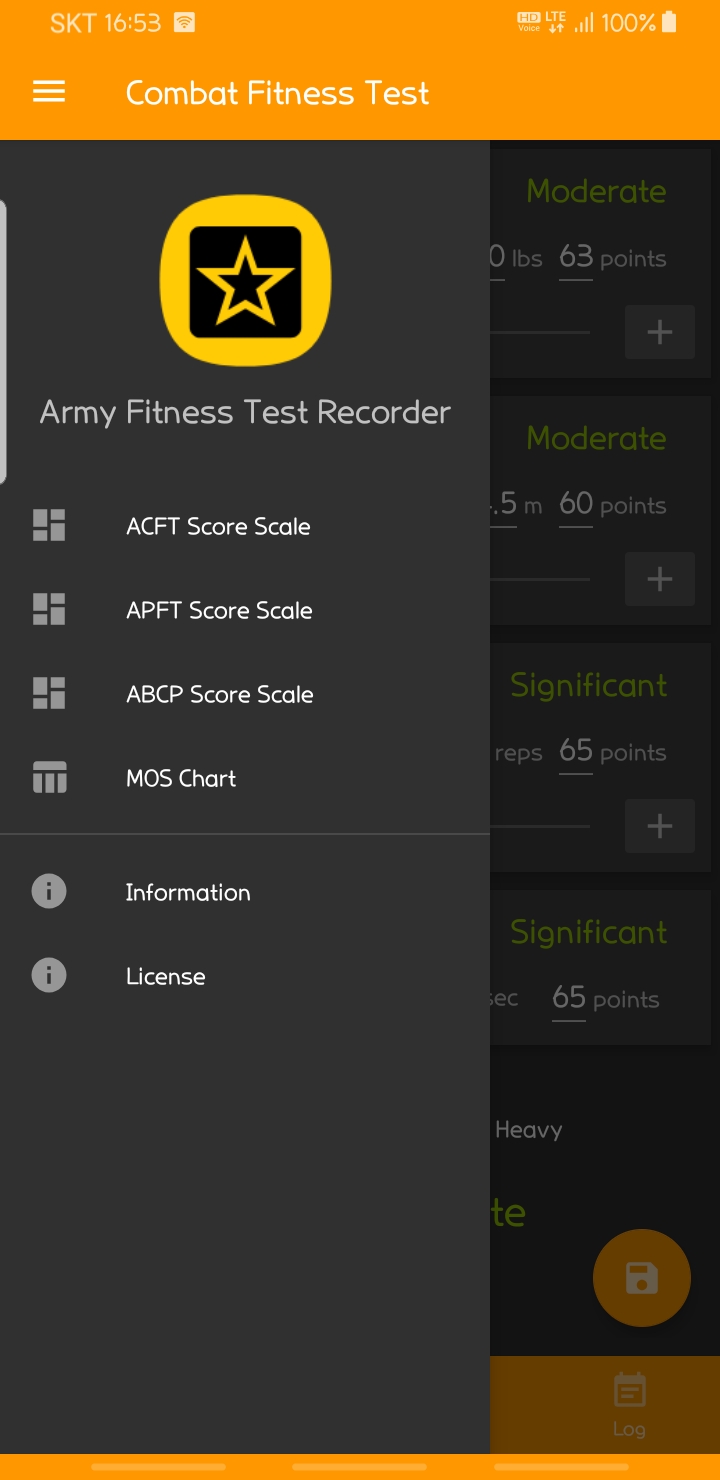 SKT 16:53
HD Voice LTE 100%
Combat Fitness Test
Moderate
0 lbs 63 points
Army Fitness Test Recorder
Moderate
.5 m 60 points
ACFT Score Scale
APFT Score Scale
ABCP Score Scale
Significant
reps 65 points
MOS Chart
Information
Significant
License
sec 65 points
Heavy
te
Log